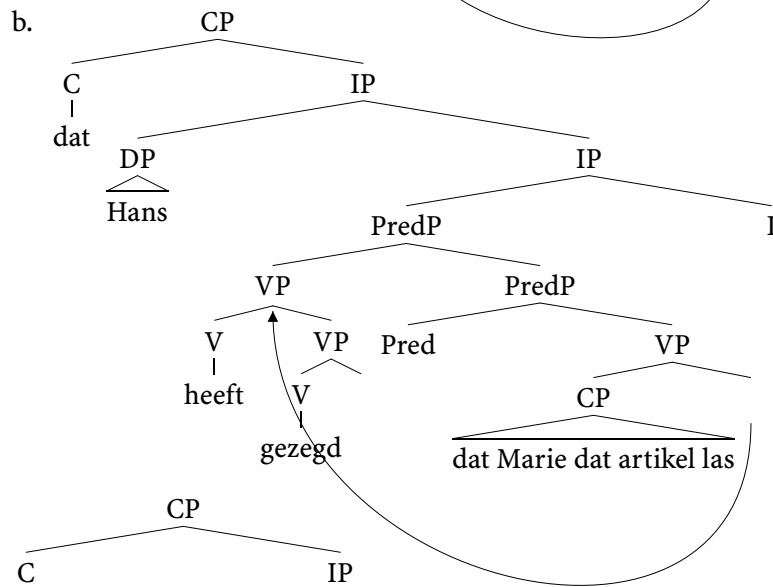 b.
CP
C IP
dat
DP IP
Hans
PredP I
VP PredP
V VP Pred VP
heeft V CP
gezegd dat Marie dat artikel las
CP
C IP